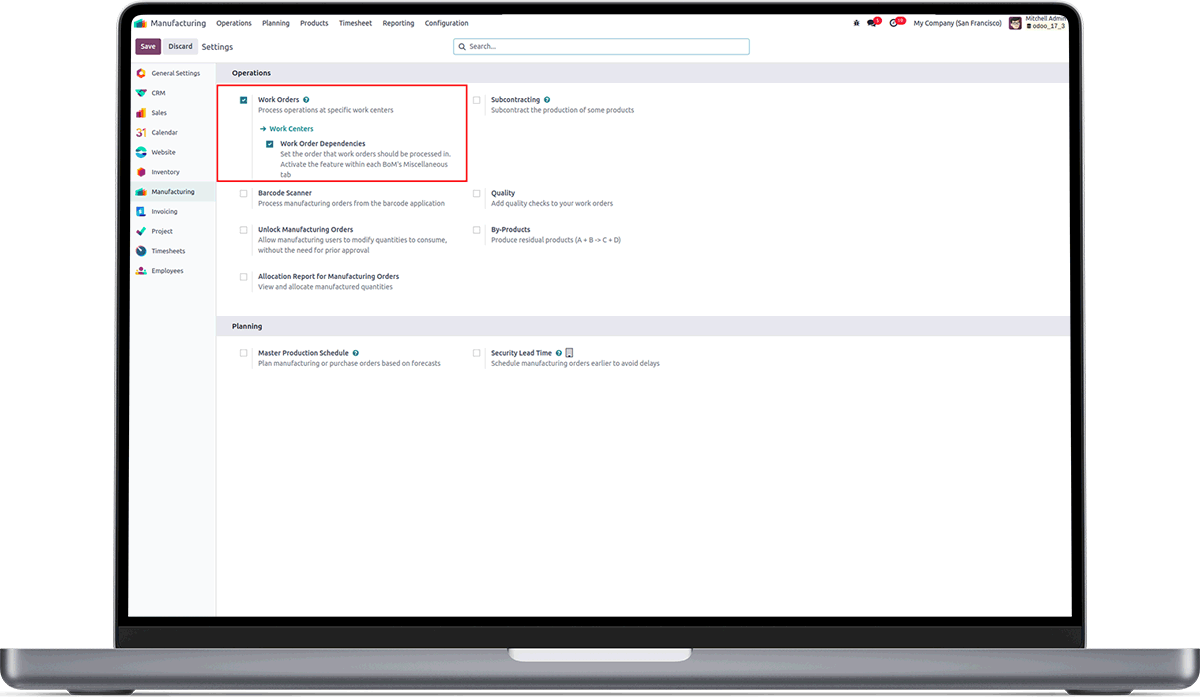 Manufacturing Operations Planning Products Timesheet Reporting Configuration
5 19 My Company (San Francisco) Mitchell Admin
odoo_17_3
Save Discard Settings Search...
General Settings
CRM
Sales
31 Calendar
Website
Inventory
Manufacturing
Invoicing
Project
Timesheets
Employees
Operations
Work Orders ?
Process operations at specific work centers
Work Centers
Work Order Dependencies
Set the order that work orders should be processed in.
Activate the feature within each BoM's Miscellaneous
tab
Subcontracting ?
Subcontract the production of some products
Barcode Scanner
Process manufacturing orders from the barcode application
Quality
Add quality checks to your work orders
Unlock Manufacturing Orders
Allow manufacturing users to modify quantities to consume,
without the need for prior approval
By-Products
Produce residual products (A + B -> C + D)
Allocation Report for Manufacturing Orders
View and allocate manufactured quantities
Planning
Master Production Schedule ?
Plan manufacturing or purchase orders based on forecasts
Security Lead Time ?
Schedule manufacturing orders earlier to avoid delays